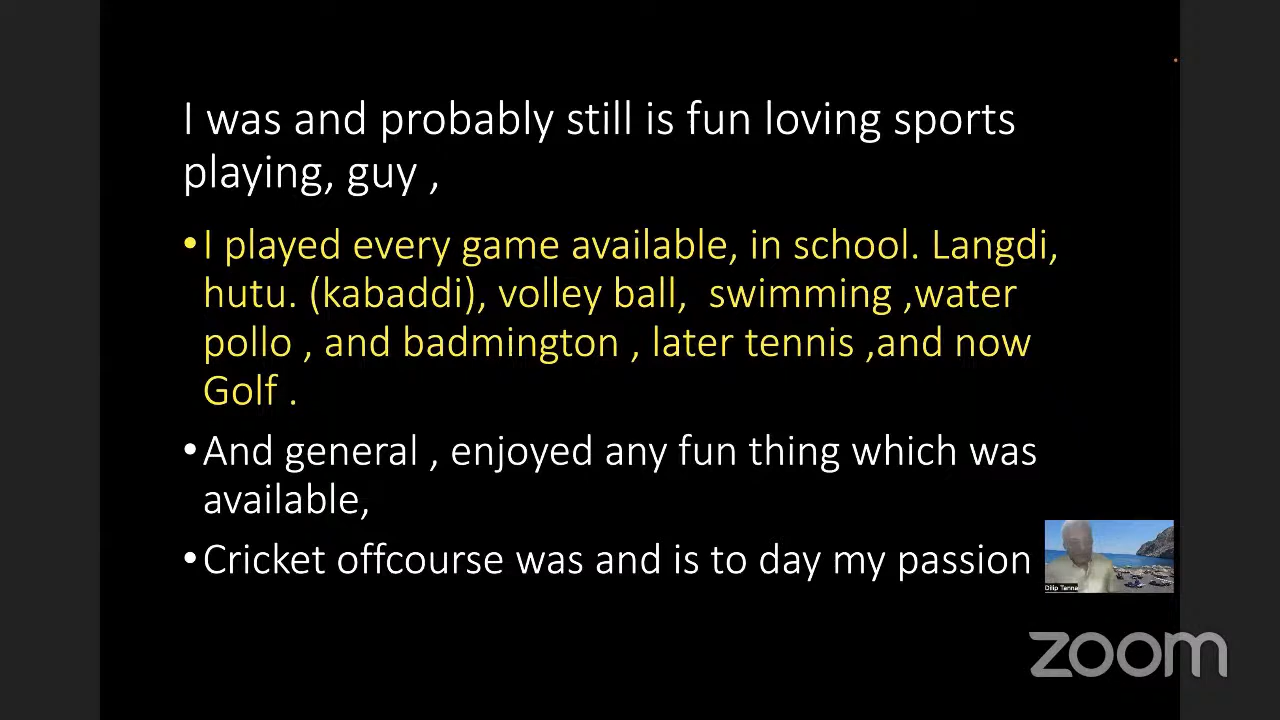 I was and probably still is fun loving sports
playing, guy ,
•I played every game available, in school. Langdi,
hutu. (kabaddi), volley ball,  swimming ,water
pollo , and badmington , later tennis ,and now
Golf .
•And general , enjoyed any fun thing which was
available,
•Cricket offcourse was and is to day my passion
Dilip Tanna
zoom